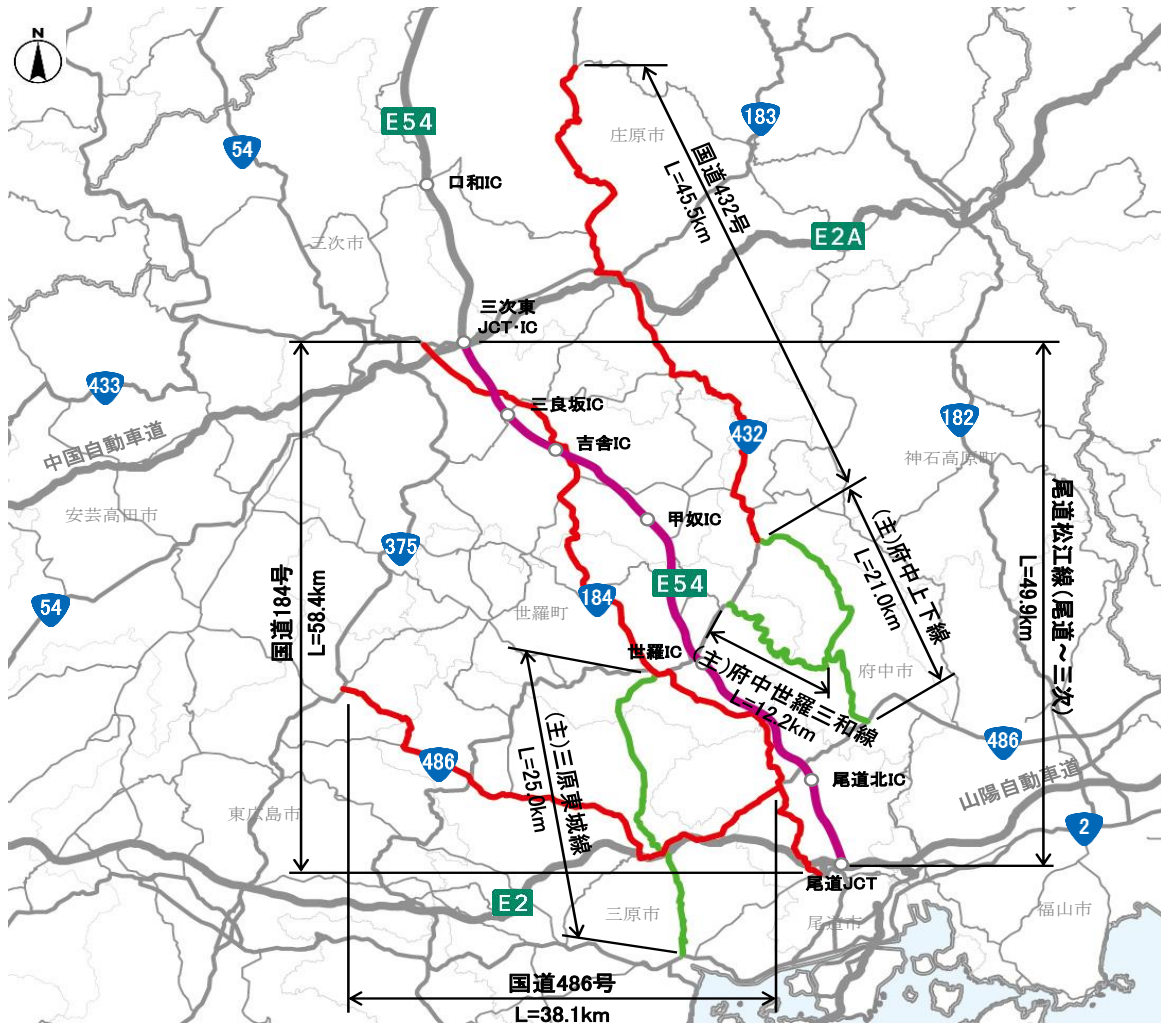 N
E54
54
183
庄原市
口和IC
国道432号
L=45.5km
三次市
E2A
三次東
JCT・IC
433
三良坂IC
182
中国自動車道
吉舎IC
432
神石高原町
安芸高田市
甲奴IC
375
(主)府中上下線
L=21.0km
尾道松江線(尾道～三次)
L=49.9km
国道184号
L=58.4km
54
E54
184
世羅町
世羅IC
(主)府中世羅三和線
L=12.2km
府中市
486
(主)三原東城線
L=25.0km
486
尾道北IC
山陽自動車道
東広島市
2
尾道JCT
E2
三原市
尾道市
福山市
国道486号
L=38.1km